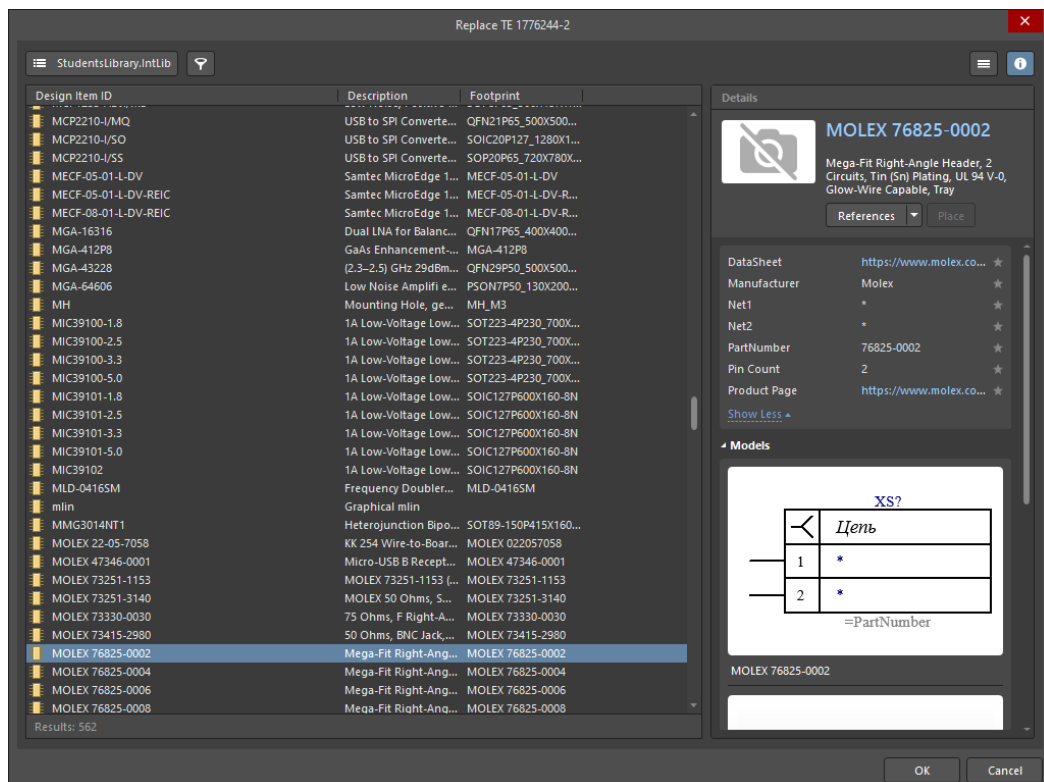 Replace TE 1776244-2
StudentsLibrary.IntLib
Design Item ID Description Footprint
MCP2210-I/MQ USB to SPI Converte... QFN21P65_500X500...
MCP2210-I/SO USB to SPI Converte... SOIC20P127_1280X1...
MCP2210-I/SS USB to SPI Converte... SOP20P65_720X780X...
MECF-05-01-L-DV Samtec MicroEdge 1... MECF-05-01-L-DV
MECF-05-01-L-DV-REIC Samtec MicroEdge 1... MECF-05-01-L-DV-R...
MECF-08-01-L-DV-REIC Samtec MicroEdge 1... MECF-08-01-L-DV-R...
MGA-16316 Dual LNA for Balanc... QFN17P65_400X400...
MGA-412P8 GaAs Enhancement-... MGA-412P8
MGA-43228 (2.3–2.5) GHz 29dBm... QFN29P50_500X500...
MGA-64606 Low Noise Amplifi e... PSON7P50_130X200...
MH Mounting Hole, ge... MH_M3
MIC39100-1.8 1A Low-Voltage Low... SOT223-4P230_700X...
MIC39100-2.5 1A Low-Voltage Low... SOT223-4P230_700X...
MIC39100-3.3 1A Low-Voltage Low... SOT223-4P230_700X...
MIC39100-5.0 1A Low-Voltage Low... SOT223-4P230_700X...
MIC39101-1.8 1A Low-Voltage Low... SOIC127P600X160-8N
MIC39101-2.5 1A Low-Voltage Low... SOIC127P600X160-8N
MIC39101-3.3 1A Low-Voltage Low... SOIC127P600X160-8N
MIC39101-5.0 1A Low-Voltage Low... SOIC127P600X160-8N
MIC39102 1A Low-Voltage Low... SOIC127P600X160-8N
MLD-0416SM Frequency Doubler... MLD-0416SM
mlin Graphical mlin
MMG3014NT1 Heterojunction Bipo... SOT89-150P415X160...
MOLEX 22-05-7058 KK 254 Wire-to-Boar... MOLEX 022057058
MOLEX 47346-0001 Micro-USB B Recept... MOLEX 47346-0001
MOLEX 73251-1153 MOLEX 73251-1153 (... MOLEX 73251-1153
MOLEX 73251-3140 MOLEX 50 Ohms, S... MOLEX 73251-3140
MOLEX 73330-0030 75 Ohms, F Right-A... MOLEX 73330-0030
MOLEX 73415-2980 50 Ohms, BNC Jack,... MOLEX 73415-2980
MOLEX 76825-0002 Mega-Fit Right-Ang... MOLEX 76825-0002
MOLEX 76825-0004 Mega-Fit Right-Ang... MOLEX 76825-0004
MOLEX 76825-0006 Mega-Fit Right-Ang... MOLEX 76825-0006
MOLEX 76825-0008 Mega-Fit Right-Ang... MOLEX 76825-0008
Results: 562
Details
MOLEX 76825-0002
Mega-Fit Right-Angle Header, 2
Circuits, Tin (Sn) Plating, UL 94 V-0,
Glow-Wire Capable, Tray
References Place
DataSheet https://www.molex.co...
Manufacturer Molex
Net1 *
Net2 *
PartNumber 76825-0002
Pin Count 2
Product Page https://www.molex.co...
Show Less
Models
XS?
Цепь
1 *
2 *
=PartNumber
MOLEX 76825-0002
OK Cancel